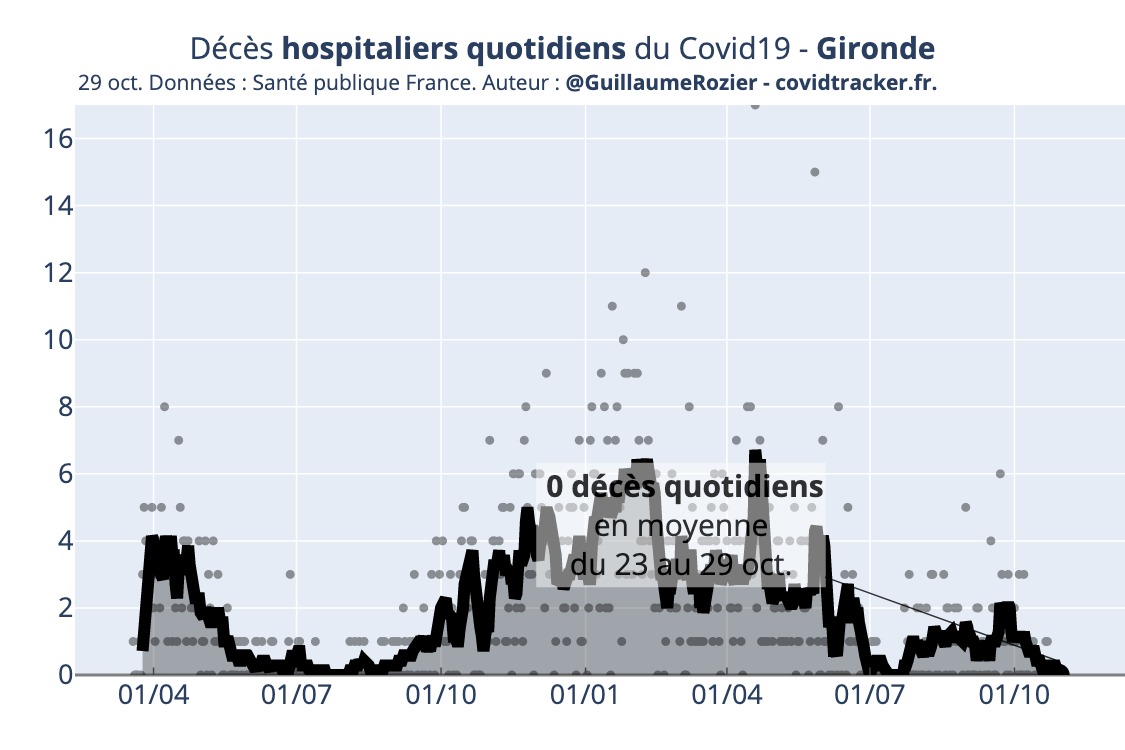 Décès hospitaliers quotidiens du Covid19 - Gironde
29 oct. Données : Santé publique France. Auteur : @GuillaumeRozier - covidtracker.fr.
16
14
12
10
8
6
4
2
0
0 décès quotidiens
en moyenne
du 23 au 29 oct.
01/04 01/07 01/10 01/01 01/04 01/07 01/10